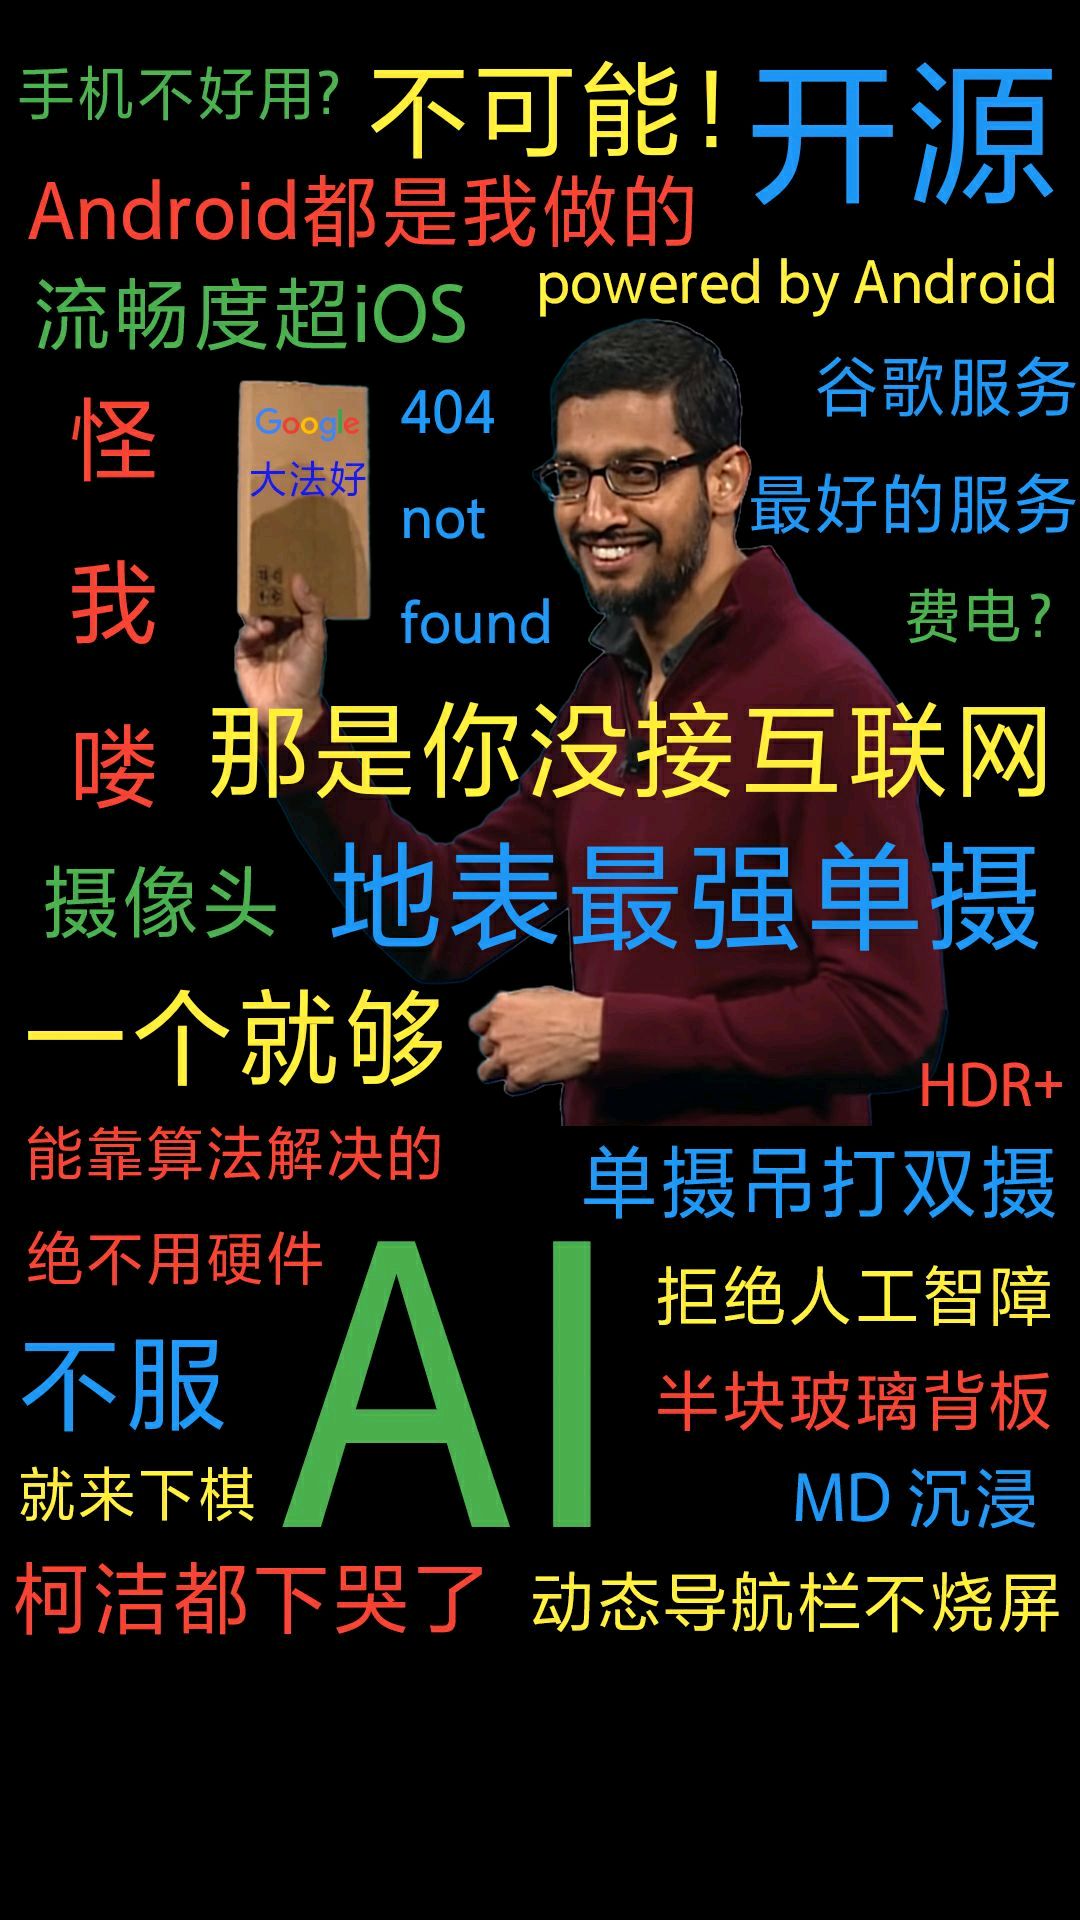 手机不好用?
不可能！
开源
Android都是我做的
powered by Android
流畅度超iOS
谷歌服务
最好的服务
怪
我
喽
Google
大法好
404
not
found
费电?
那是你没接互联网
摄像头
地表最强单摄
一个就够
HDR+
能靠算法解决的
绝不用硬件
单摄吊打双摄
AI
拒绝人工智障
不服
就来下棋
半块玻璃背板
MD 沉浸
柯洁都下哭了
动态导航栏不烧屏